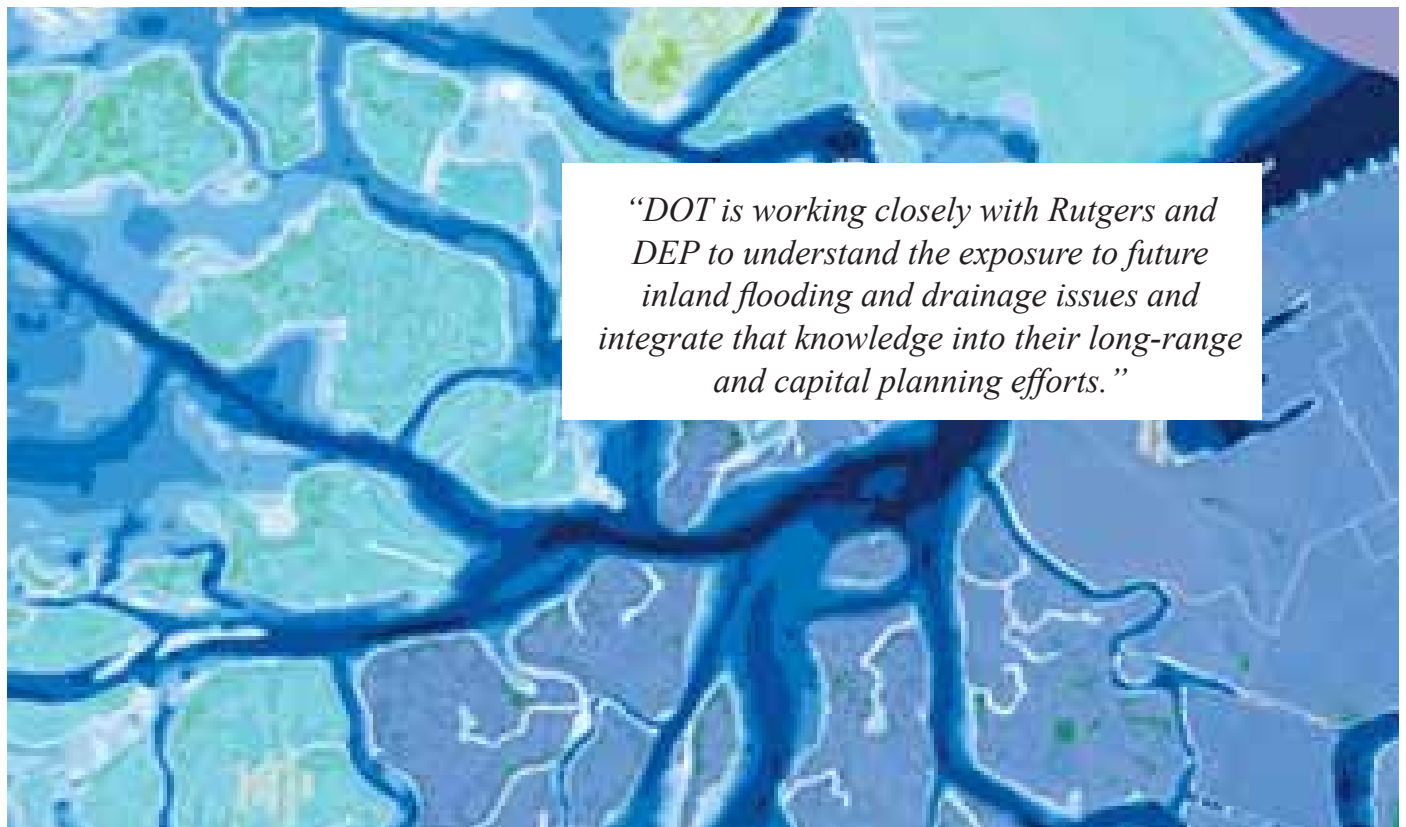 “DOT is working closely with Rutgers and
DEP to understand the exposure to future
inland flooding and drainage issues and
integrate that knowledge into their long-range
and capital planning efforts.”